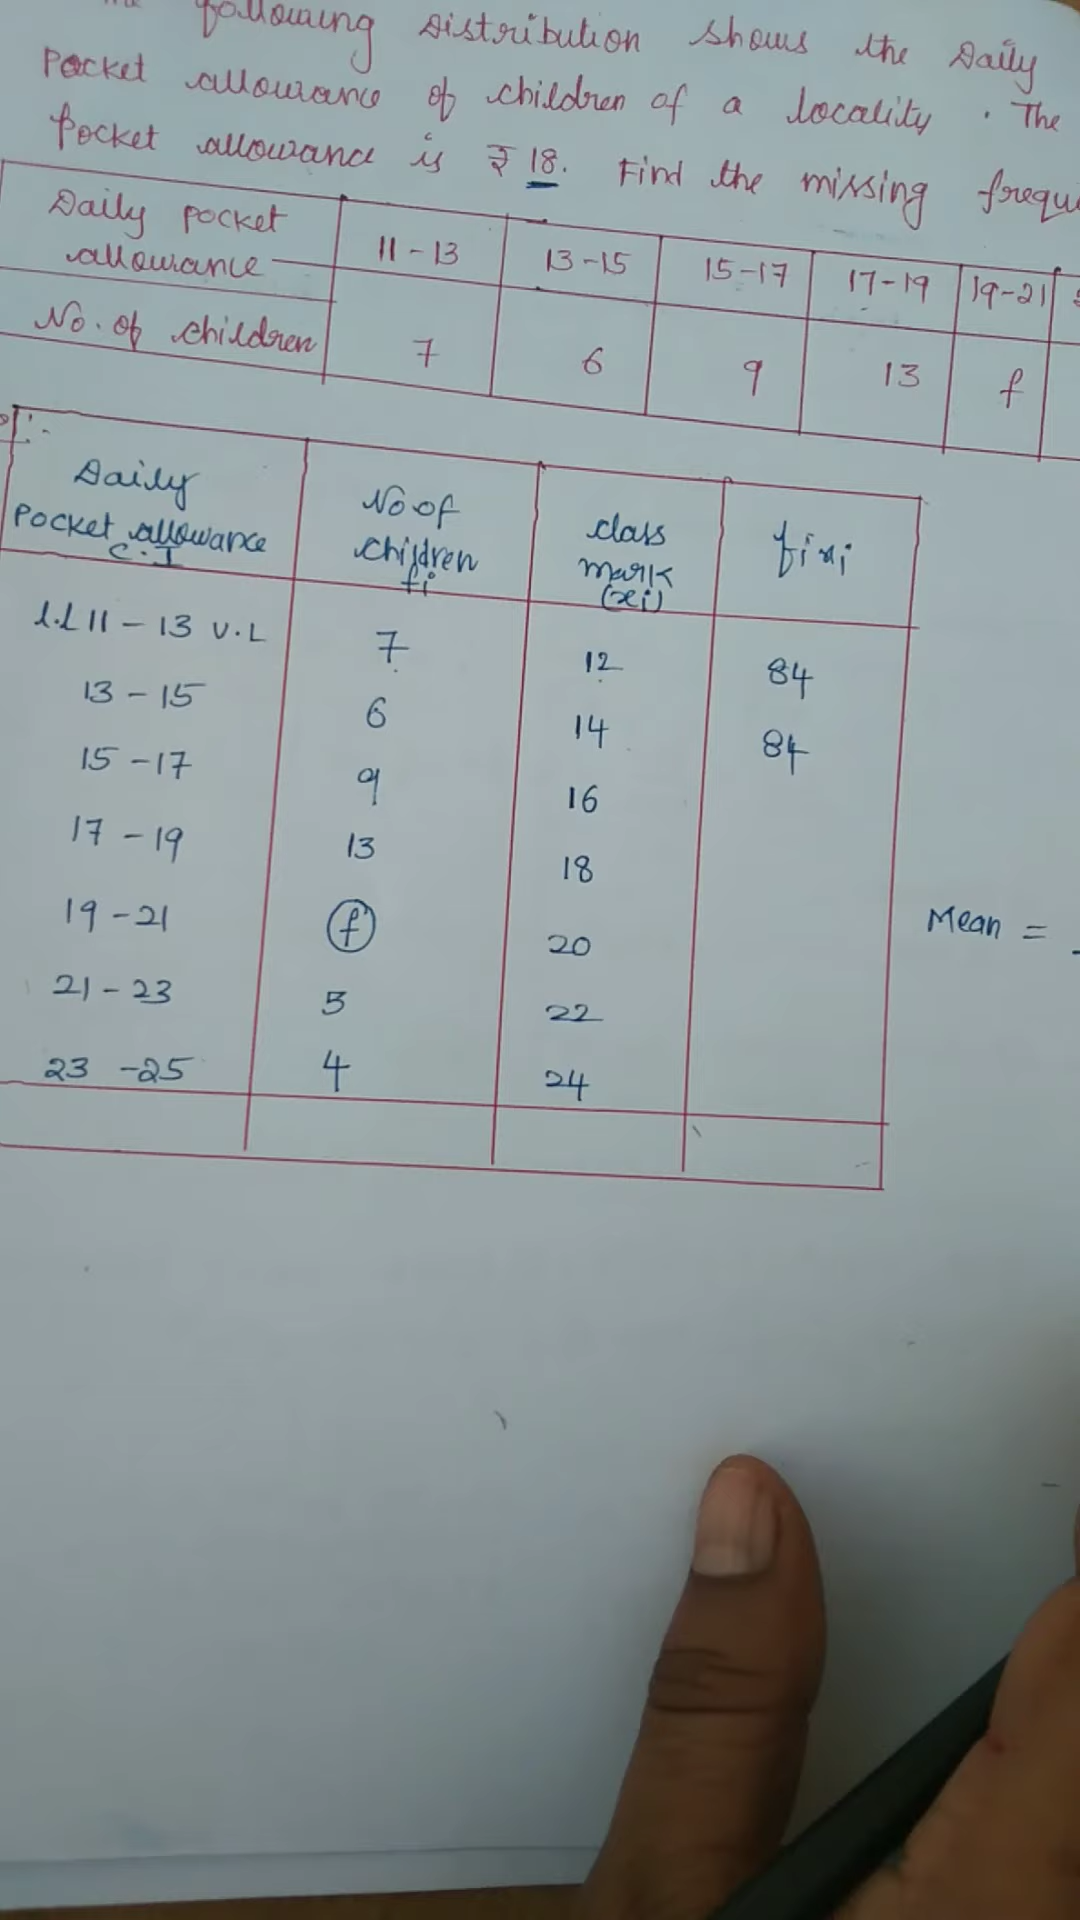 following Distribution shows the Daily
Pocket allowance of children of a locality. The
Pocket allowance is ₹ 18. Find the missing
Daily pocket allowance 11-13 13-15 15-17 17-19 19-21
No. of children 7 6 9 13 f
Daily Pocket allowance C.I No of children fi class mark (xi) fixi
L.L 11 - 13 U.L 7 12 84
13 - 15 6 14 84
15 - 17 9 16
17 - 19 13 18
19 - 21 f 20
21 - 23 5 22
23 - 25 4 24
Mean =